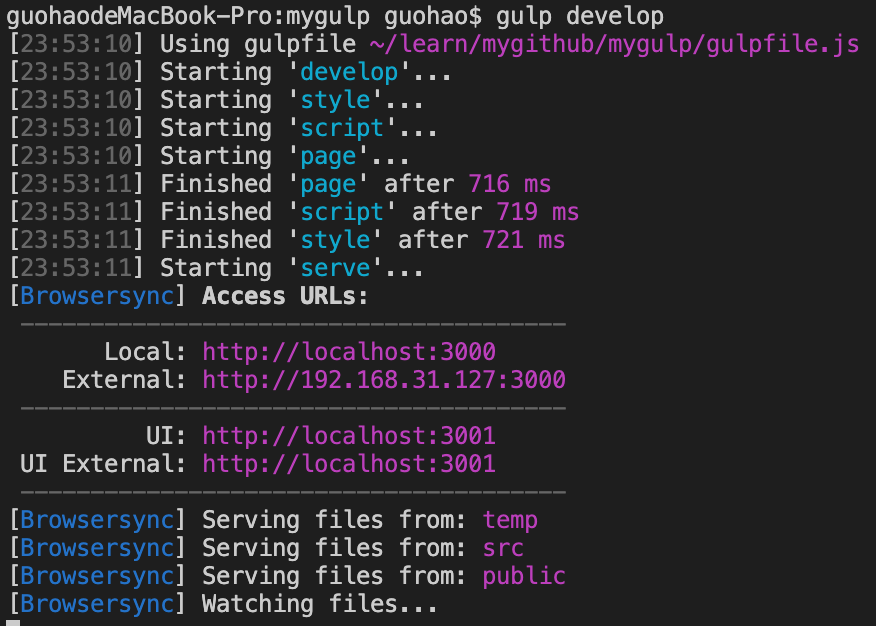 guohaodeMacBook-Pro:mygulp guohao$ gulp develop
[23:53:10] Using gulpfile ~/learn/mygithub/mygulp/gulpfile.js
[23:53:10] Starting 'develop'...
[23:53:10] Starting 'style'...
[23:53:10] Starting 'script'...
[23:53:10] Starting 'page'...
[23:53:11] Finished 'page' after 716 ms
[23:53:11] Finished 'script' after 719 ms
[23:53:11] Finished 'style' after 721 ms
[23:53:11] Starting 'serve'...
[Browsersync] Access URLs:
---------------------------------------
Local: http://localhost:3000
External: http://192.168.31.127:3000
---------------------------------------
UI: http://localhost:3001
UI External: http://localhost:3001
---------------------------------------
[Browsersync] Serving files from: temp
[Browsersync] Serving files from: src
[Browsersync] Serving files from: public
[Browsersync] Watching files...